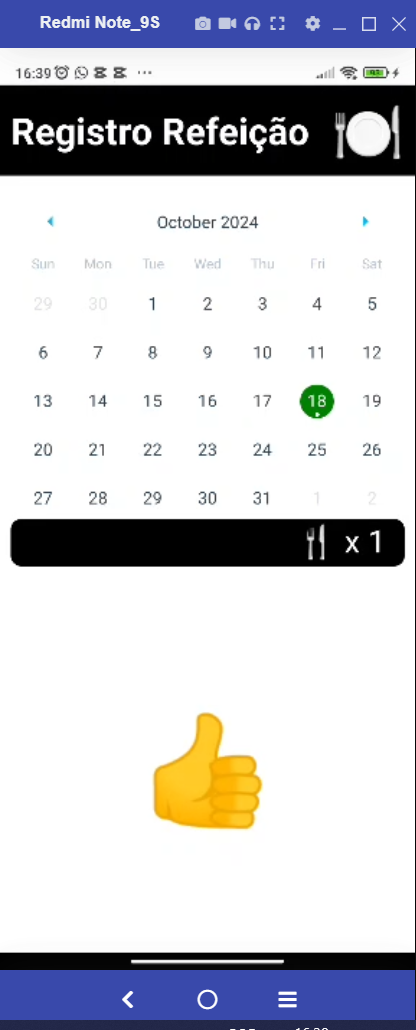 Redmi Note_9S
16:39
Registro Refeição
October 2024
Sun Mon Tue Wed Thu Fri Sat
29 30 1 2 3 4 5
6 7 8 9 10 11 12
13 14 15 16 17 18 19
20 21 22 23 24 25 26
27 28 29 30 31 1 2
x 1